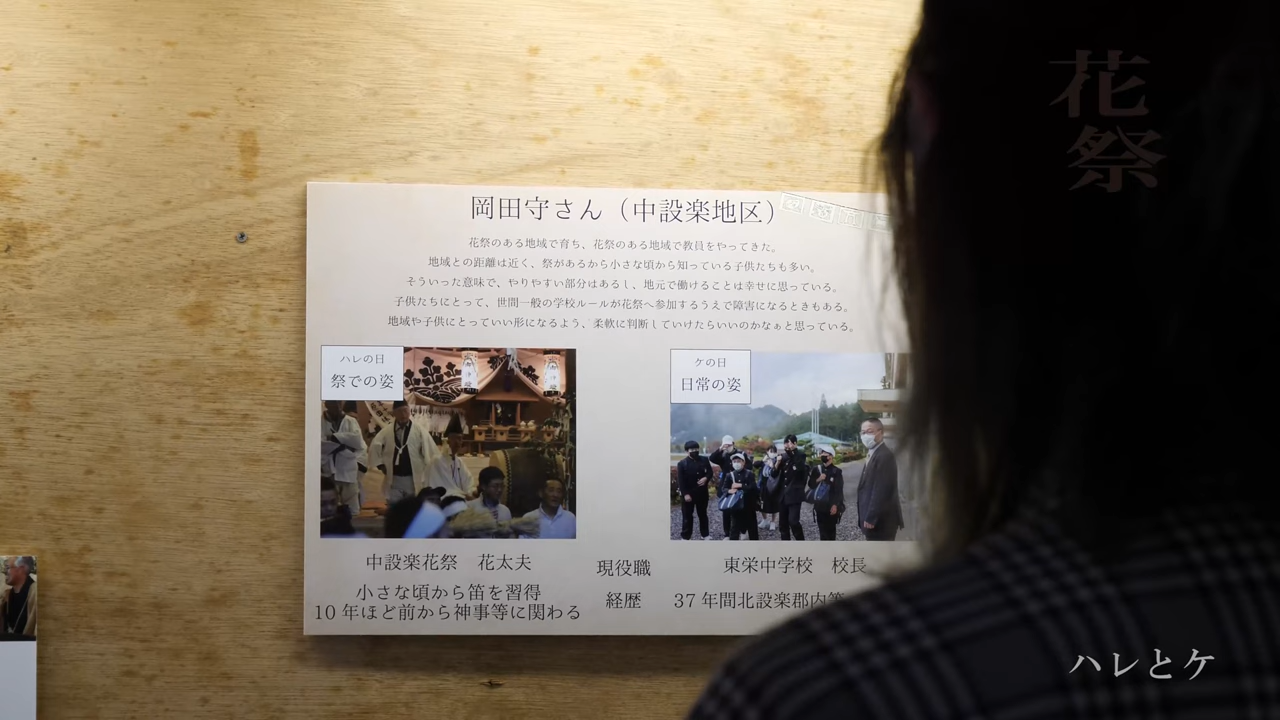 花祭
岡田守さん（中設楽地区）
花祭のある地域で育ち、花祭のある地域で教員をやってきた。
地域との距離は近く、祭があるから小さな頃から知っている子供たちも多い。
そういった意味で、やりやすい部分はあるし、地元で働けることは幸せに思っている。
子供たちにとって、世間一般の学校ルールが花祭へ参加するうえで障害になるときもある。
地域や子供にとっていい形になるよう、柔軟に判断していけたらいいのかなぁと思っている。
ハレの日
祭での姿
ケの日
日常の姿
中設楽花祭　花太夫
現役職
東栄中学校　校長
小さな頃から笛を習得
10 年ほど前から神事等に関わる
経歴
37 年間北設楽郡内
ハレとケ